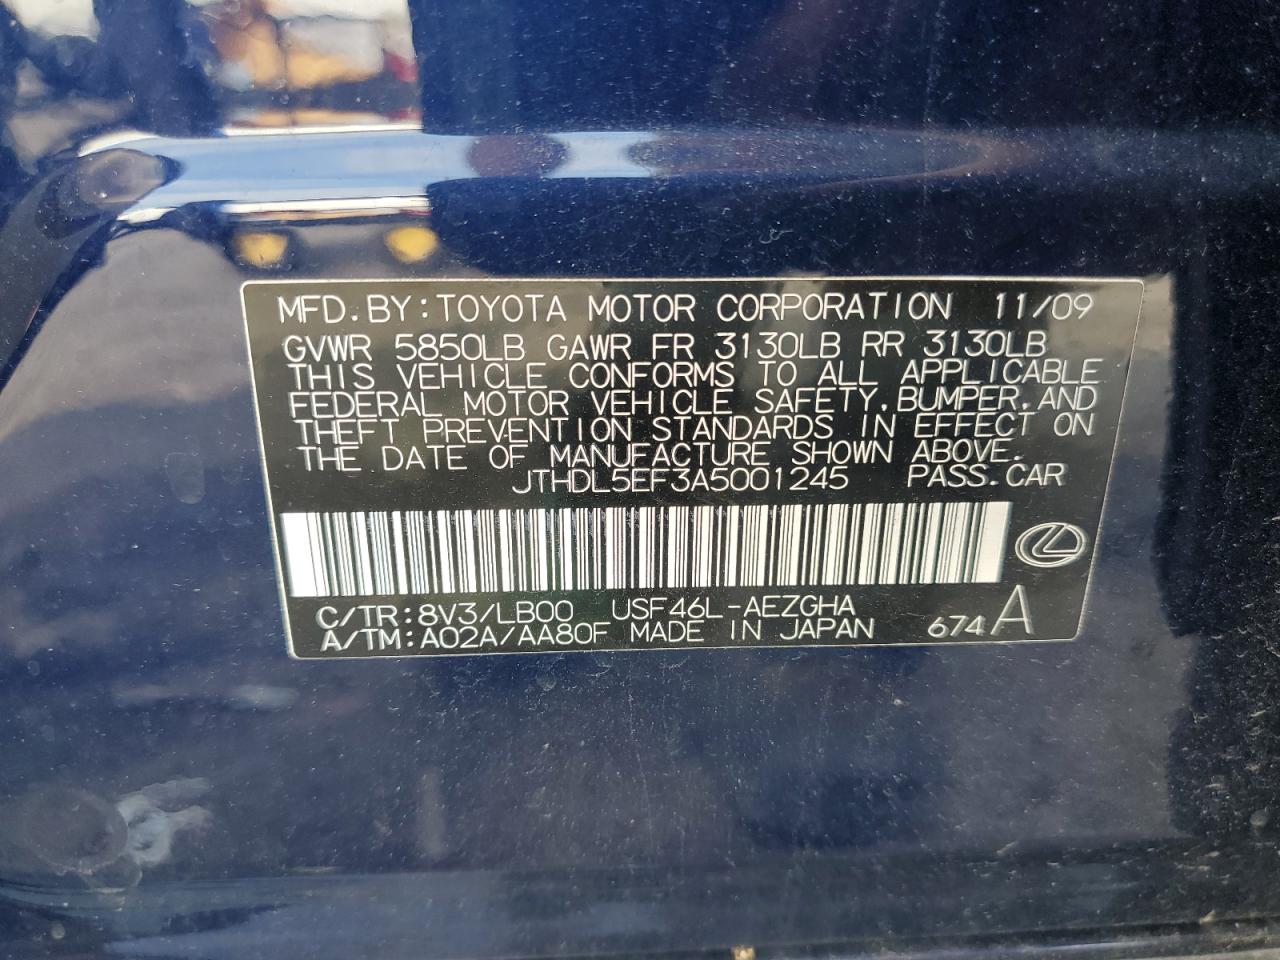 MFD. BY: TOYOTA MOTOR CORPORATION 11/09
GVWR 5850LB GAWR FR 3130LB RR 3130LB
THIS VEHICLE CONFORMS TO ALL APPLICABLE
FEDERAL MOTOR VEHICLE SAFETY, BUMPER, AND
THEFT PREVENTION STANDARDS IN EFFECT ON
THE DATE OF MANUFACTURE SHOWN ABOVE.
JTHDL5EF3A5001245 PASS. CAR
C/TR: 8V3/LB00 USF46L-AEZGHA
A/TM: A02A/AA80F MADE IN JAPAN 674 A